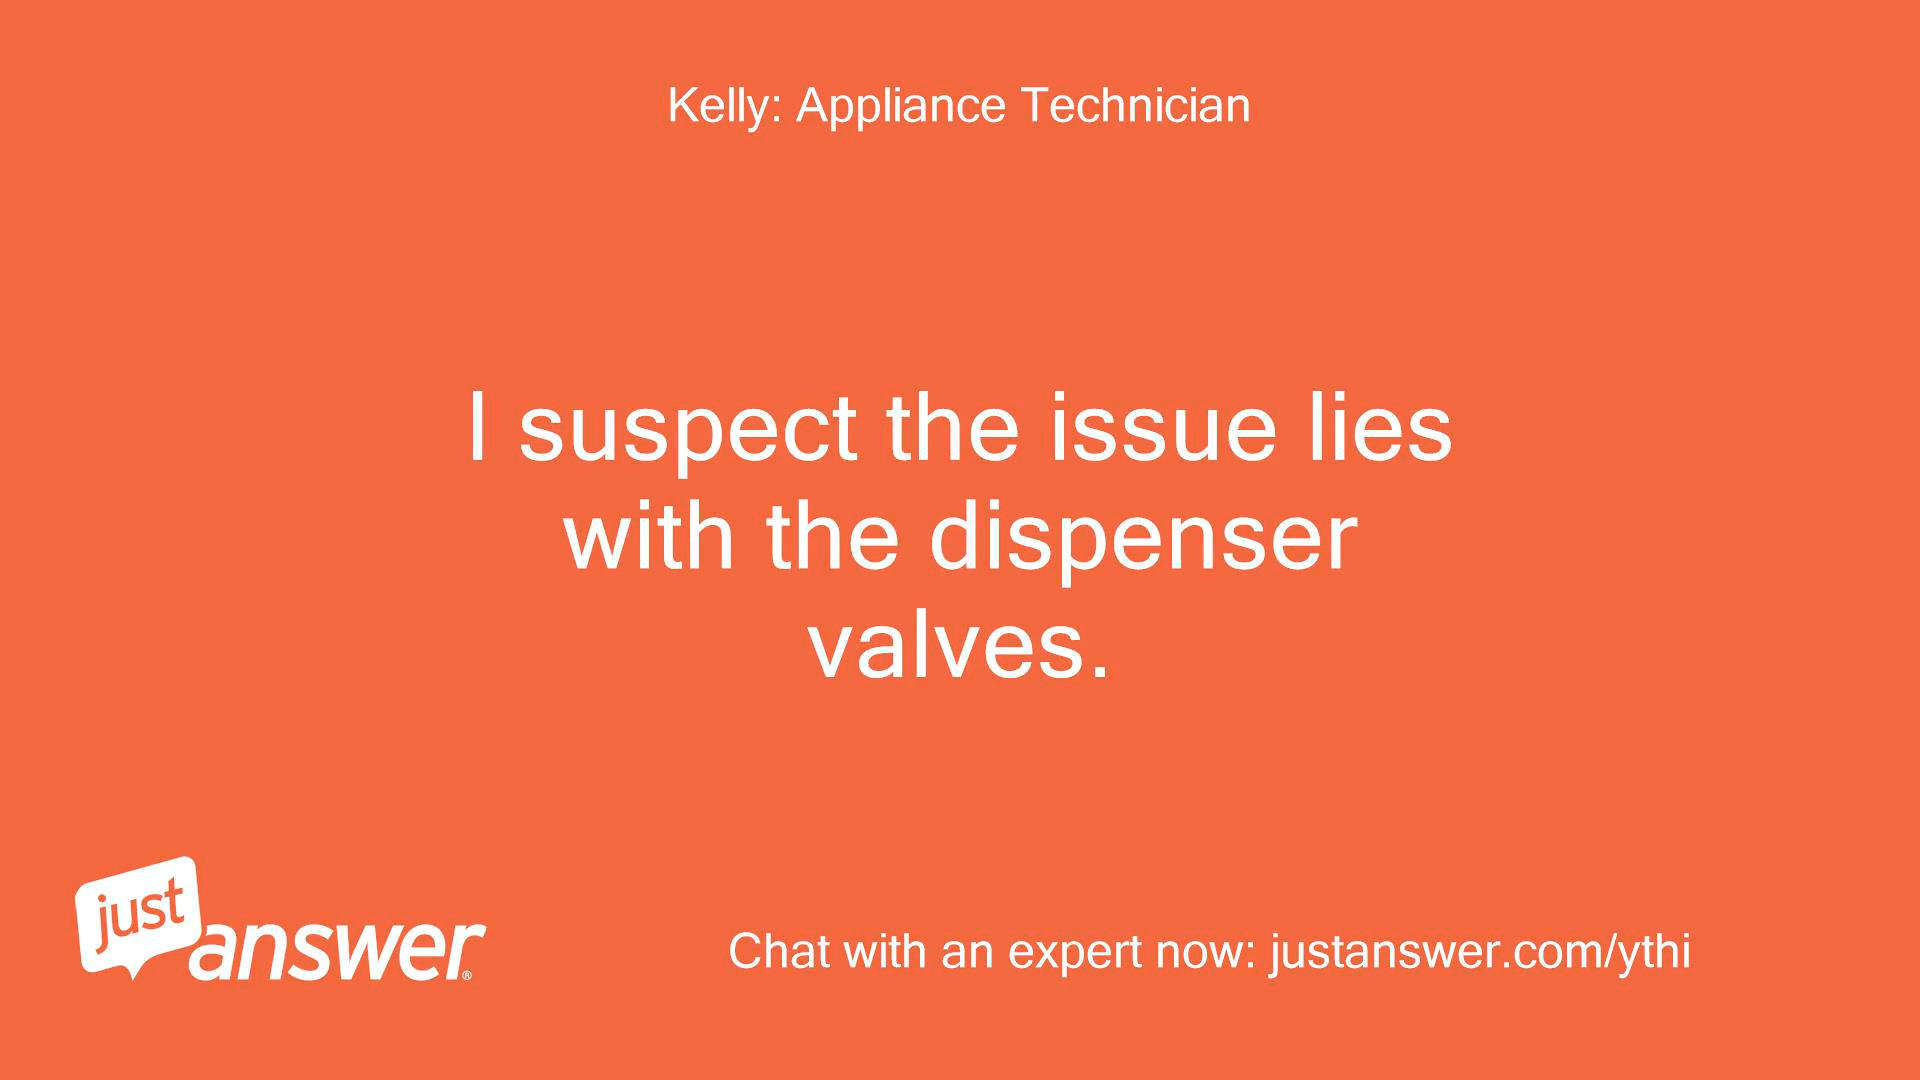 Kelly: Appliance Technician
I suspect the issue lies
with the dispenser
valves.
just
answer®
Chat with an expert now: justanswer.com/ythi